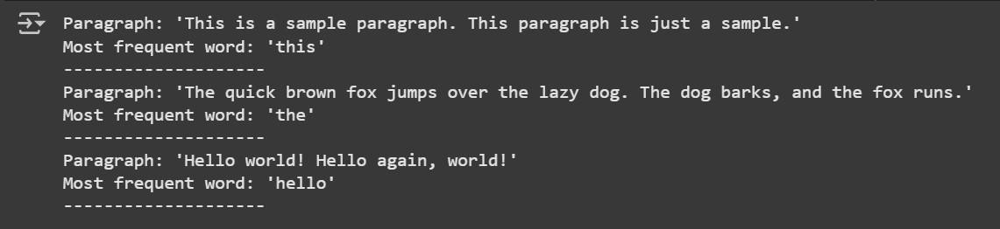 Paragraph: 'This is a sample paragraph. This paragraph is just a sample.'
Most frequent word: 'this'
--------------------
Paragraph: 'The quick brown fox jumps over the lazy dog. The dog barks, and the fox runs.'
Most frequent word: 'the'
--------------------
Paragraph: 'Hello world! Hello again, world!'
Most frequent word: 'hello'
--------------------